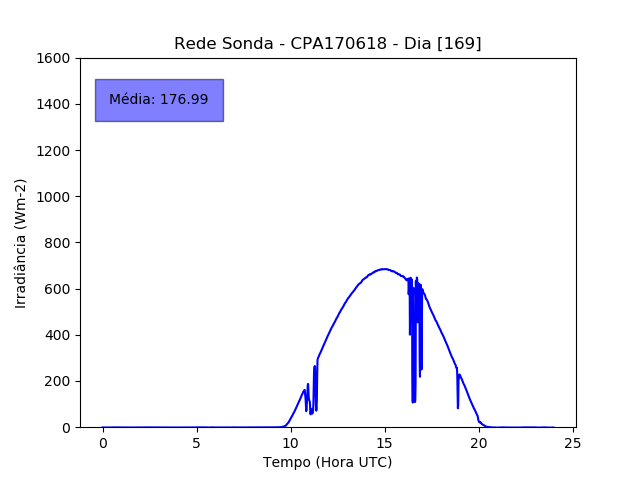 Rede Sonda - CPA170618 - Dia [169]
1600
1400
1200
1000
800
600
400
200
0
Média: 176.99
Irradiância (Wm-2)
0 5 10 15 20 25
Tempo (Hora UTC)